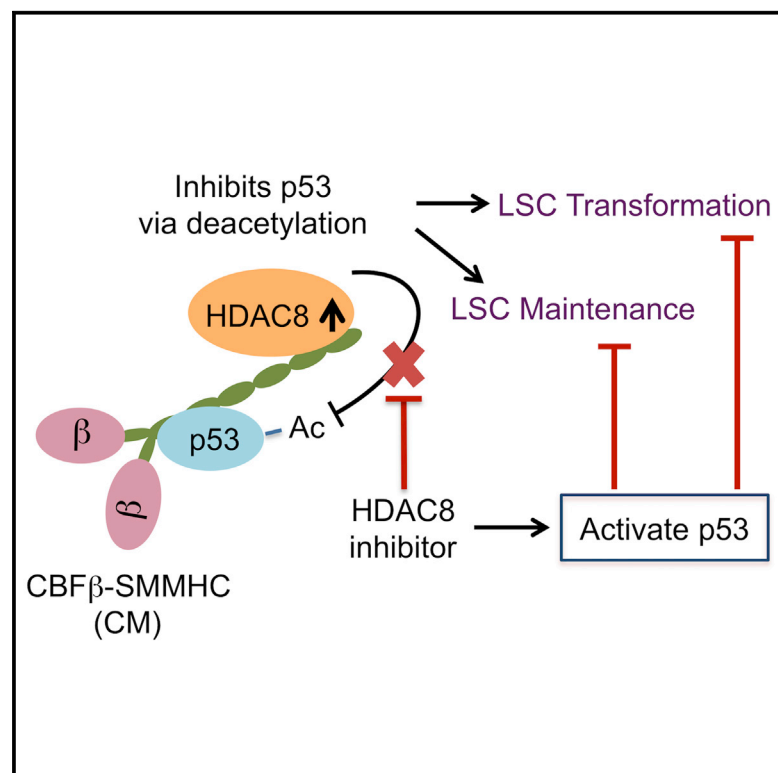 Inhibits p53
via deacetylation
LSC Transformation
LSC Maintenance
HDAC8
β
p53
Ac
β
HDAC8
inhibitor
Activate p53
CBFβ-SMMHC
(CM)